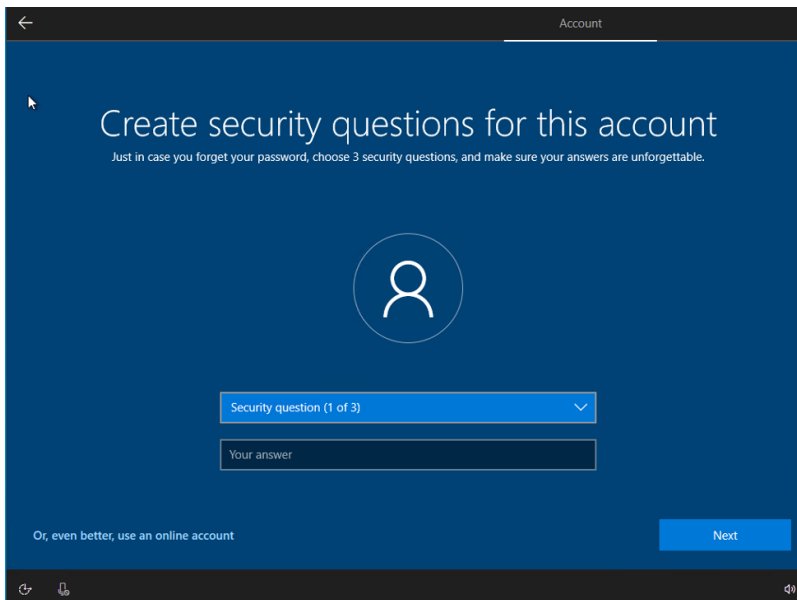 Account
Create security questions for this account
Just in case you forget your password, choose 3 security questions, and make sure your answers are unforgettable.
Security question (1 of 3)
Your answer
Or, even better, use an online account
Next